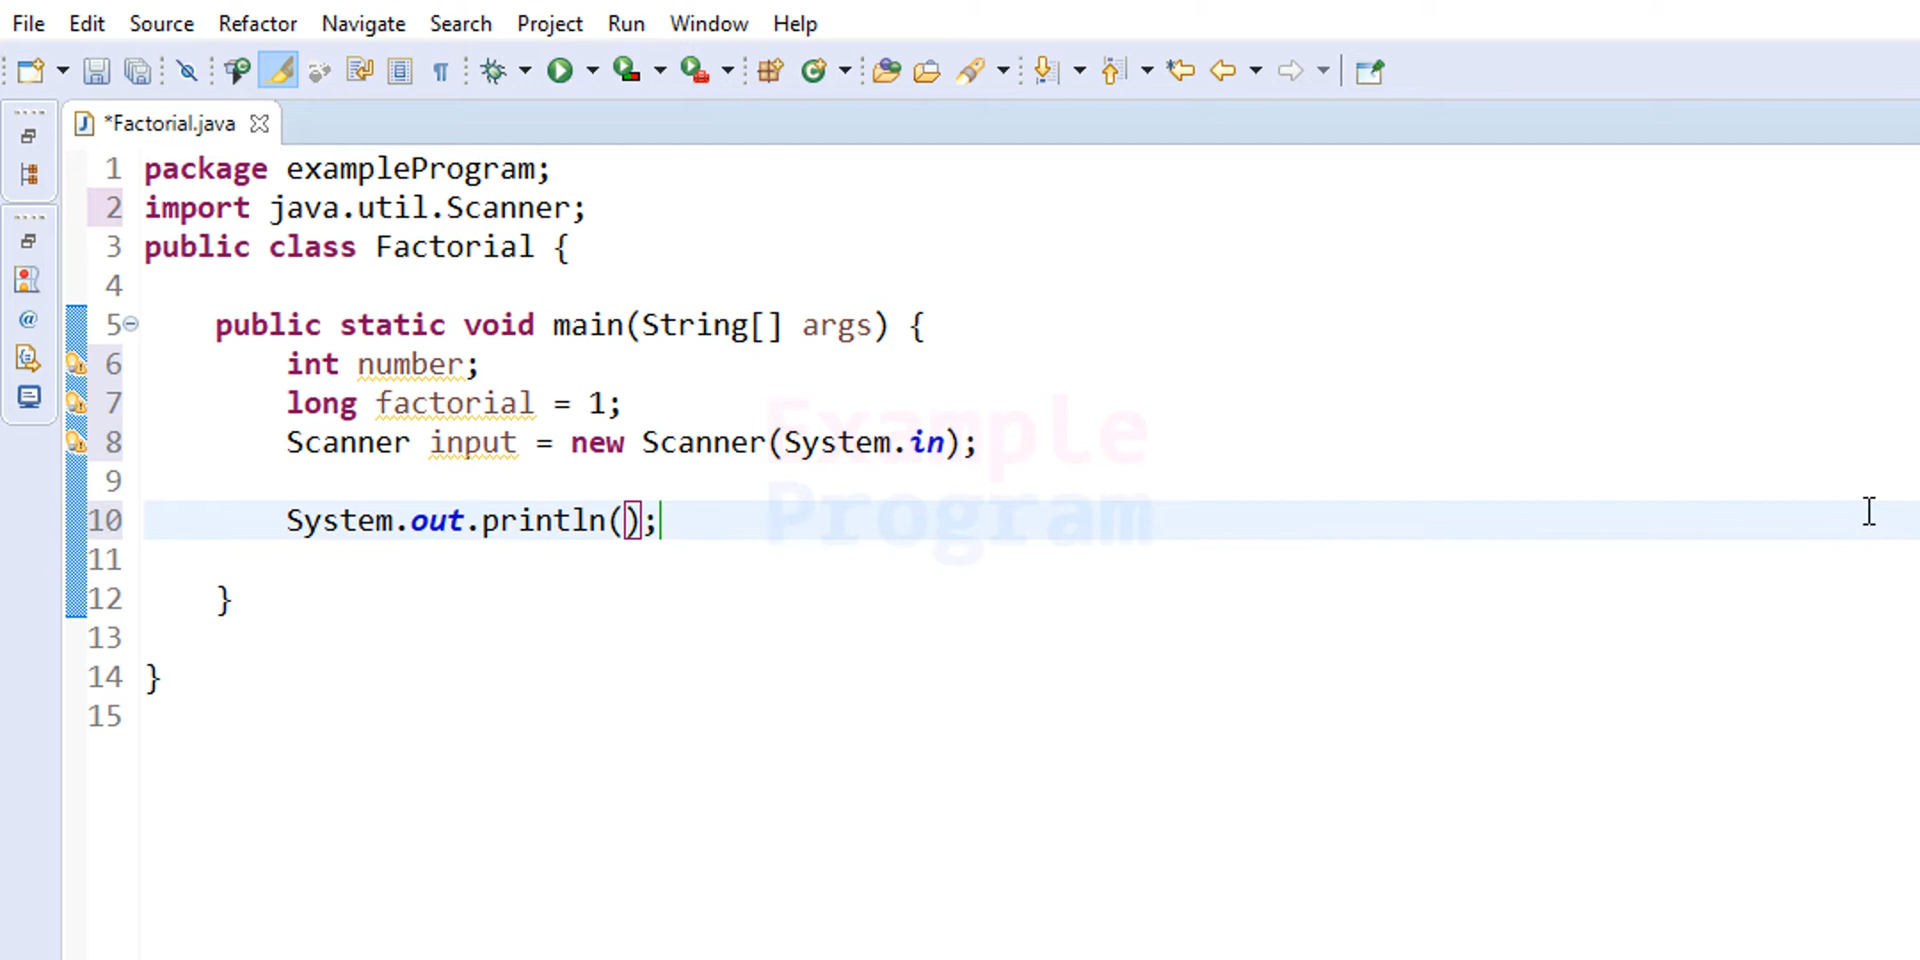 File Edit Source Refactor Navigate Search Project Run Window Help
*Factorial.java
1 package exampleProgram;
2 import java.util.Scanner;
3 public class Factorial {
4
5 public static void main(String[] args) {
6 int number;
7 long factorial = 1;
8 Scanner input = new Scanner(System.in);
9
10 System.out.println();
11
12 }
13
14 }
15
Example
Program